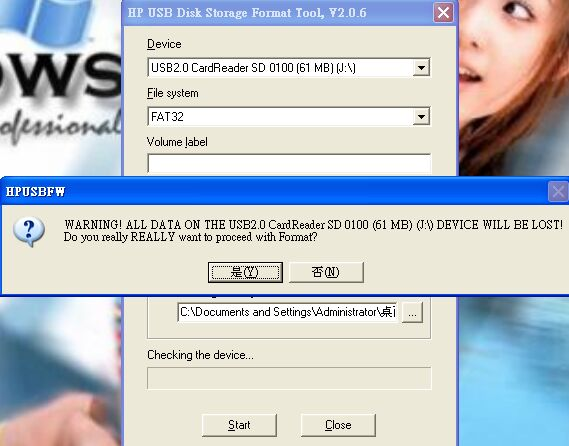 HP USB Disk Storage Format Tool, V2.0.6
Device
USB2.0 CardReader SD 0100 (61 MB) (J:\)
File system
FAT32
Volume label
HPUSBFW
WARNING! ALL DATA ON THE USB2.0 CardReader SD 0100 (61 MB) (J:\) DEVICE WILL BE LOST!
Do you really REALLY want to proceed with Format?
是(Y)
否(N)
C:\Documents and Settings\Administrator\桌
...
Checking the device...
Start
Close
ows
ofessional